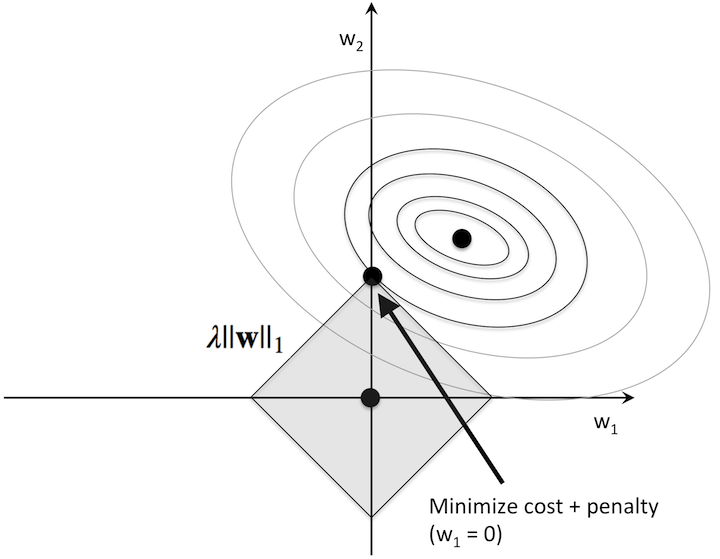 w₂
λ||w||₁
w₁
Minimize cost + penalty
(w₁ = 0)